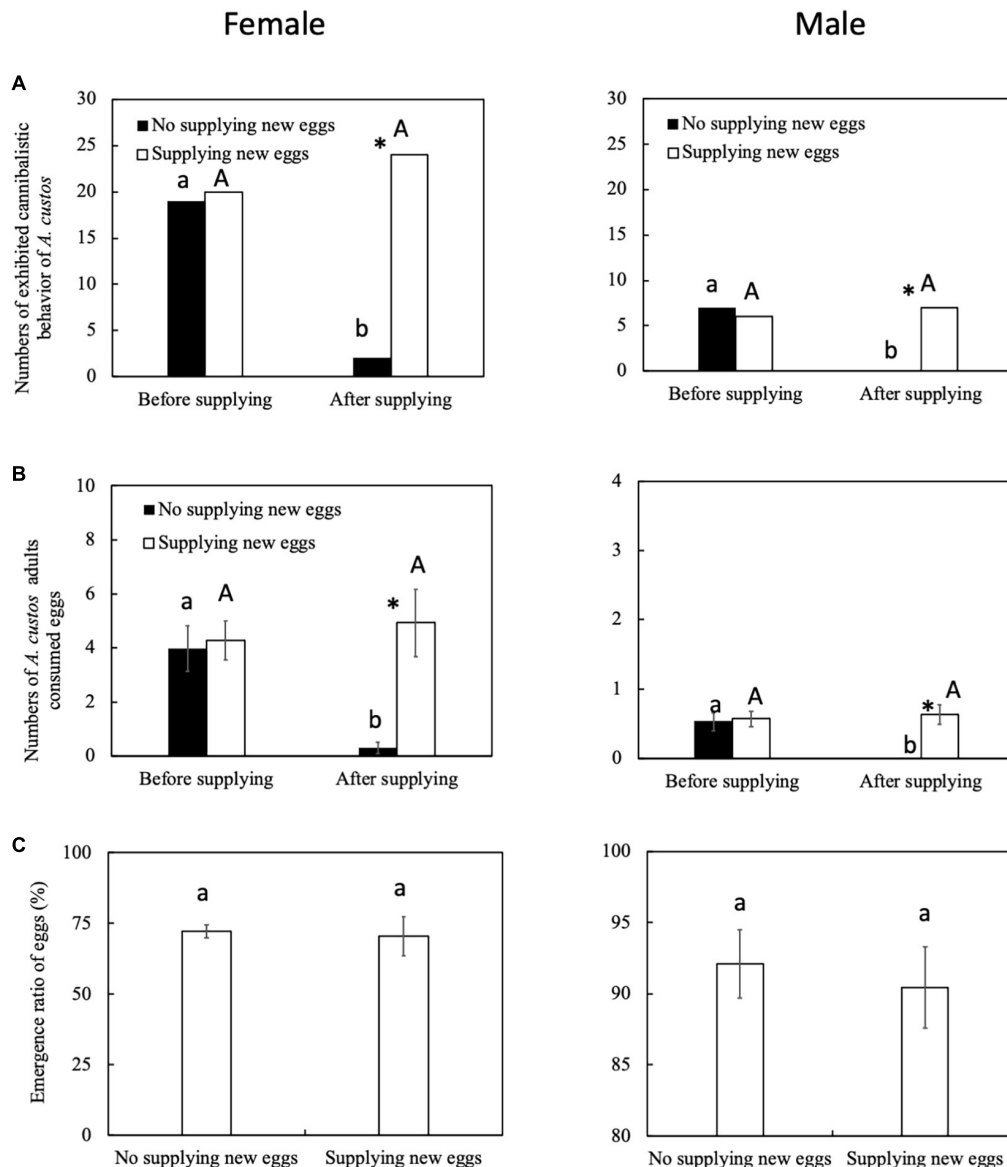 Female
Male
A
Numbers of exhibited cannibalistic
behavior of A. custos
30
25
20
15
10
5
0
No supplying new eggs
Supplying new eggs
a
A
b
*
A
Before supplying
After supplying
30
25
20
15
10
5
0
No supplying new eggs
Supplying new eggs
a
A
b
*
A
Before supplying
After supplying
B
Numbers of A. custos adults
consumed eggs
10
8
6
4
2
0
No supplying new eggs
Supplying new eggs
a
A
b
*
A
Before supplying
After supplying
4
3
2
1
0
a
A
b
*
A
Before supplying
After supplying
C
Emergence ratio of eggs (%)
100
75
50
25
0
a
a
No supplying new eggs
Supplying new eggs
100
95
90
85
80
a
a
No supplying new eggs
Supplying new eggs